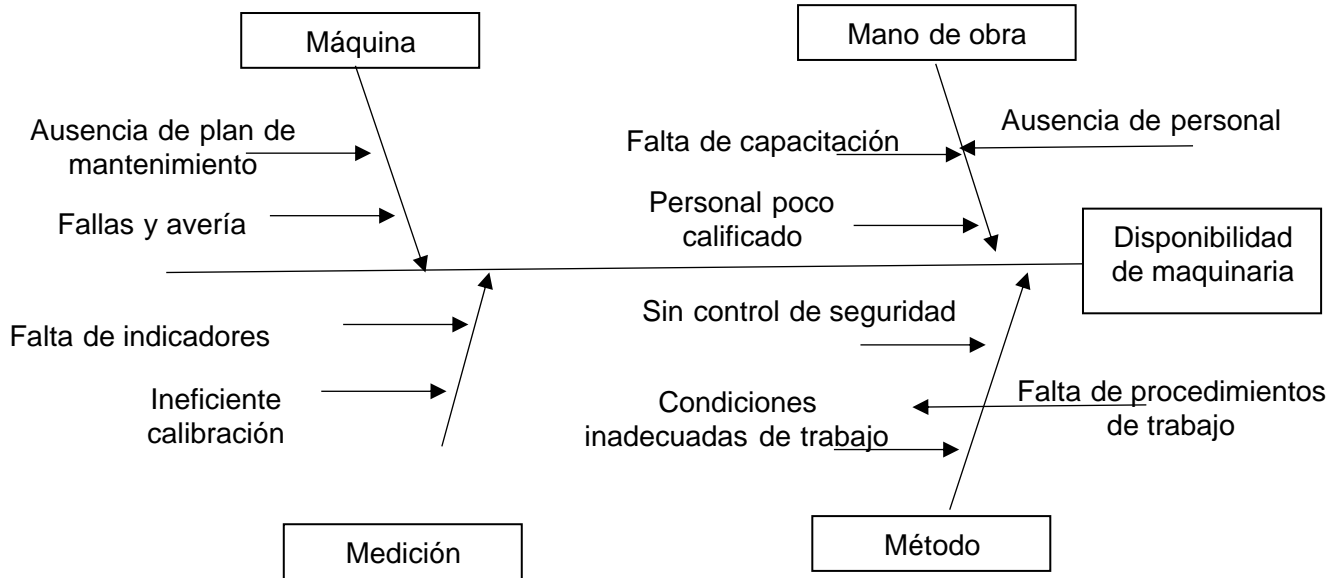 Máquina
Mano de obra
Ausencia de plan de
mantenimiento
Fallas y avería
Falta de capacitación
Ausencia de personal
Personal poco
calificado
Disponibilidad
de maquinaria
Falta de indicadores
Ineficiente
calibración
Sin control de seguridad
Condiciones
inadecuadas de trabajo
Falta de procedimientos
de trabajo
Medición
Método